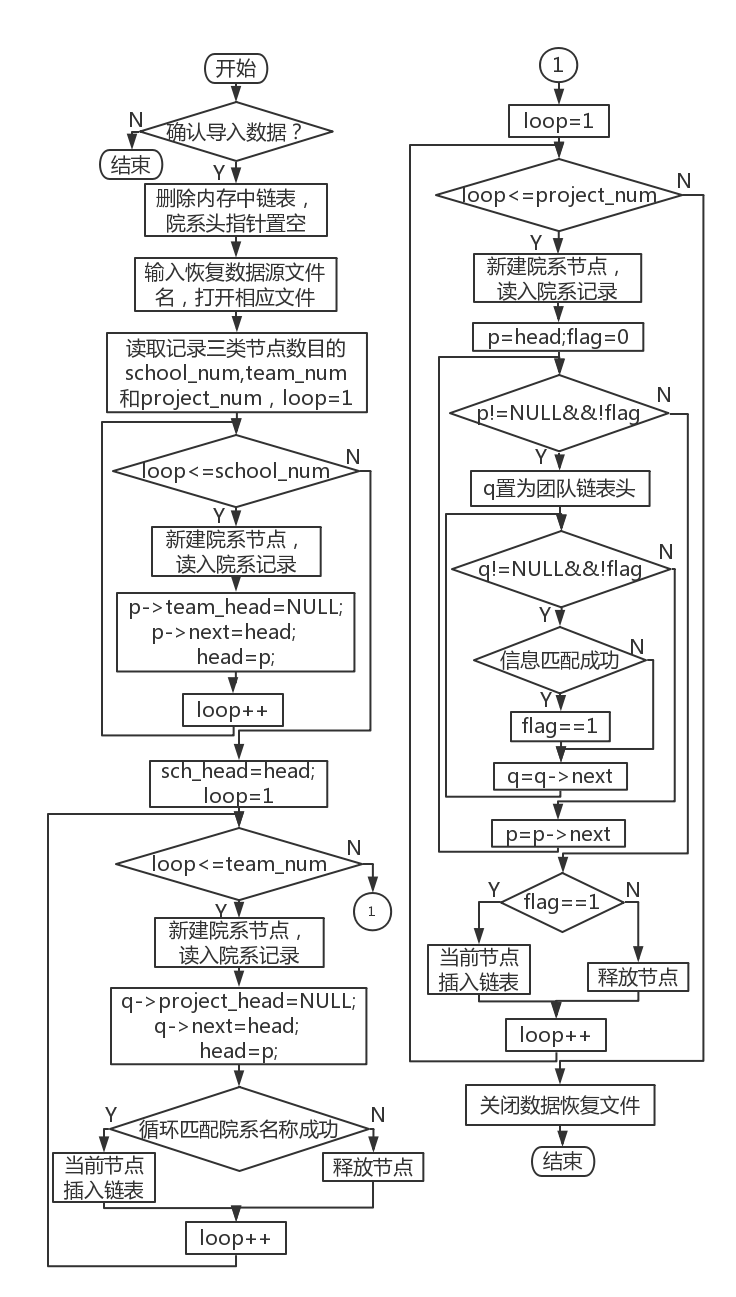 开始
确认导入数据？
N
结束
Y
删除内存中链表，
院系头指针置空
输入恢复数据源文件
名，打开相应文件
读取记录三类节点数目的
school_num,team_num
和project_num，loop=1
loop<=school_num
N
Y
新建院系节点，
读入院系记录
p->team_head=NULL;
p->next=head;
head=p;
loop++
sch_head=head;
loop=1
loop<=team_num
N
1
Y
新建院系节点，
读入院系记录
q->project_head=NULL;
q->next=head;
head=p;
循环匹配院系名称成功
Y
N
当前节点
插入链表
释放节点
loop++
1
loop=1
loop<=project_num
N
Y
新建院系节点，
读入院系记录
p=head;flag=0
p!=NULL&&!flag
N
Y
q置为团队链表头
q!=NULL&&!flag
N
Y
信息匹配成功
N
Y
flag==1
q=q->next
p=p->next
flag==1
Y
N
当前节点
插入链表
释放节点
loop++
关闭数据恢复文件
结束